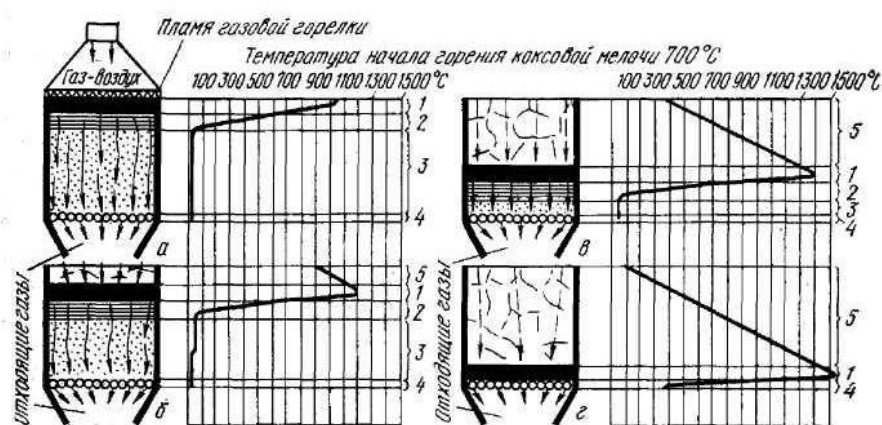 Пламя газовой горелки
Температура начала горения коксовой мелочи 700°C
Газ-воздух
100 300 500 700 900 1100 1300 1500°C
100 300 500 700 900 1100 1300 1500°C
1
2
3
4
а
5
1
2
3
4
в
Отходящие газы
5
1
2
3
4
б
Отходящие газы
5
1
4
г